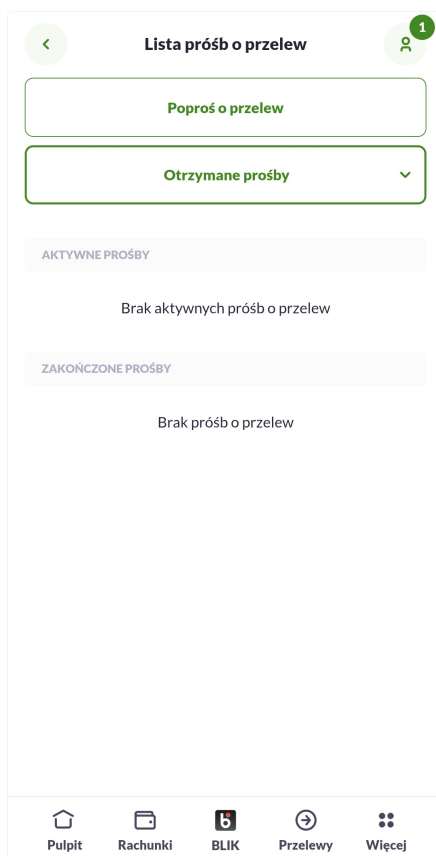 Lista próśb o przelew
1
Poproś o przelew
Otrzymane prośby
AKTYWNE PROŚBY
Brak aktywnych próśb o przelew
ZAKOŃCZONE PROŚBY
Brak próśb o przelew
Pulpit Rachunki BLIK Przelewy Więcej